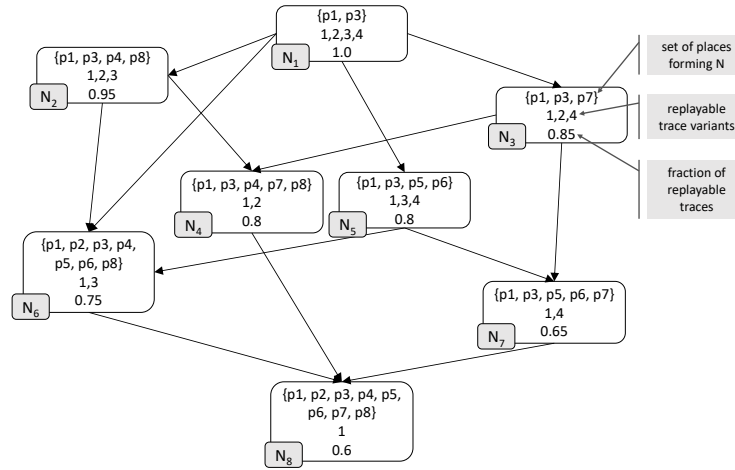 {p1, p3}
1,2,3,4
1.0
N1
{p1, p3, p4, p8}
1,2,3
0.95
N2
{p1, p3, p7}
1,2,4
0.85
N3
set of places
forming N
replayable
trace variants
fraction of
replayable
traces
{p1, p3, p4, p7, p8}
1,2
0.8
N4
{p1, p3, p5, p6}
1,3,4
0.8
N5
{p1, p2, p3, p4,
p5, p6, p8}
1,3
0.75
N6
{p1, p3, p5, p6, p7}
1,4
0.65
N7
{p1, p2, p3, p4, p5,
p6, p7, p8}
1
0.6
N8